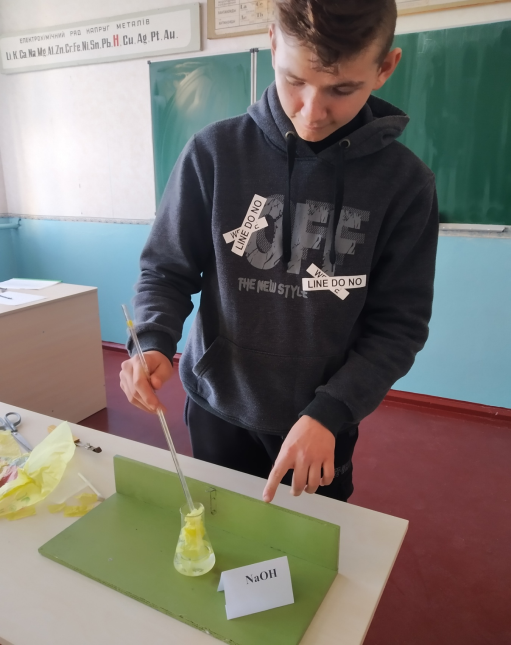 ЕЛЕКТРОХІМІЧНИЙ РЯД НАПРУГ МЕТАЛІВ
Li.K.Ca.Na.Mg.Al.Zn.Cr.Fe.Ni.Sn.Pb.H.Cu.Ag.Pt.Au.
OFF
LINE DO NO
LINE DO NO
THE NEW STYLE
NaOH